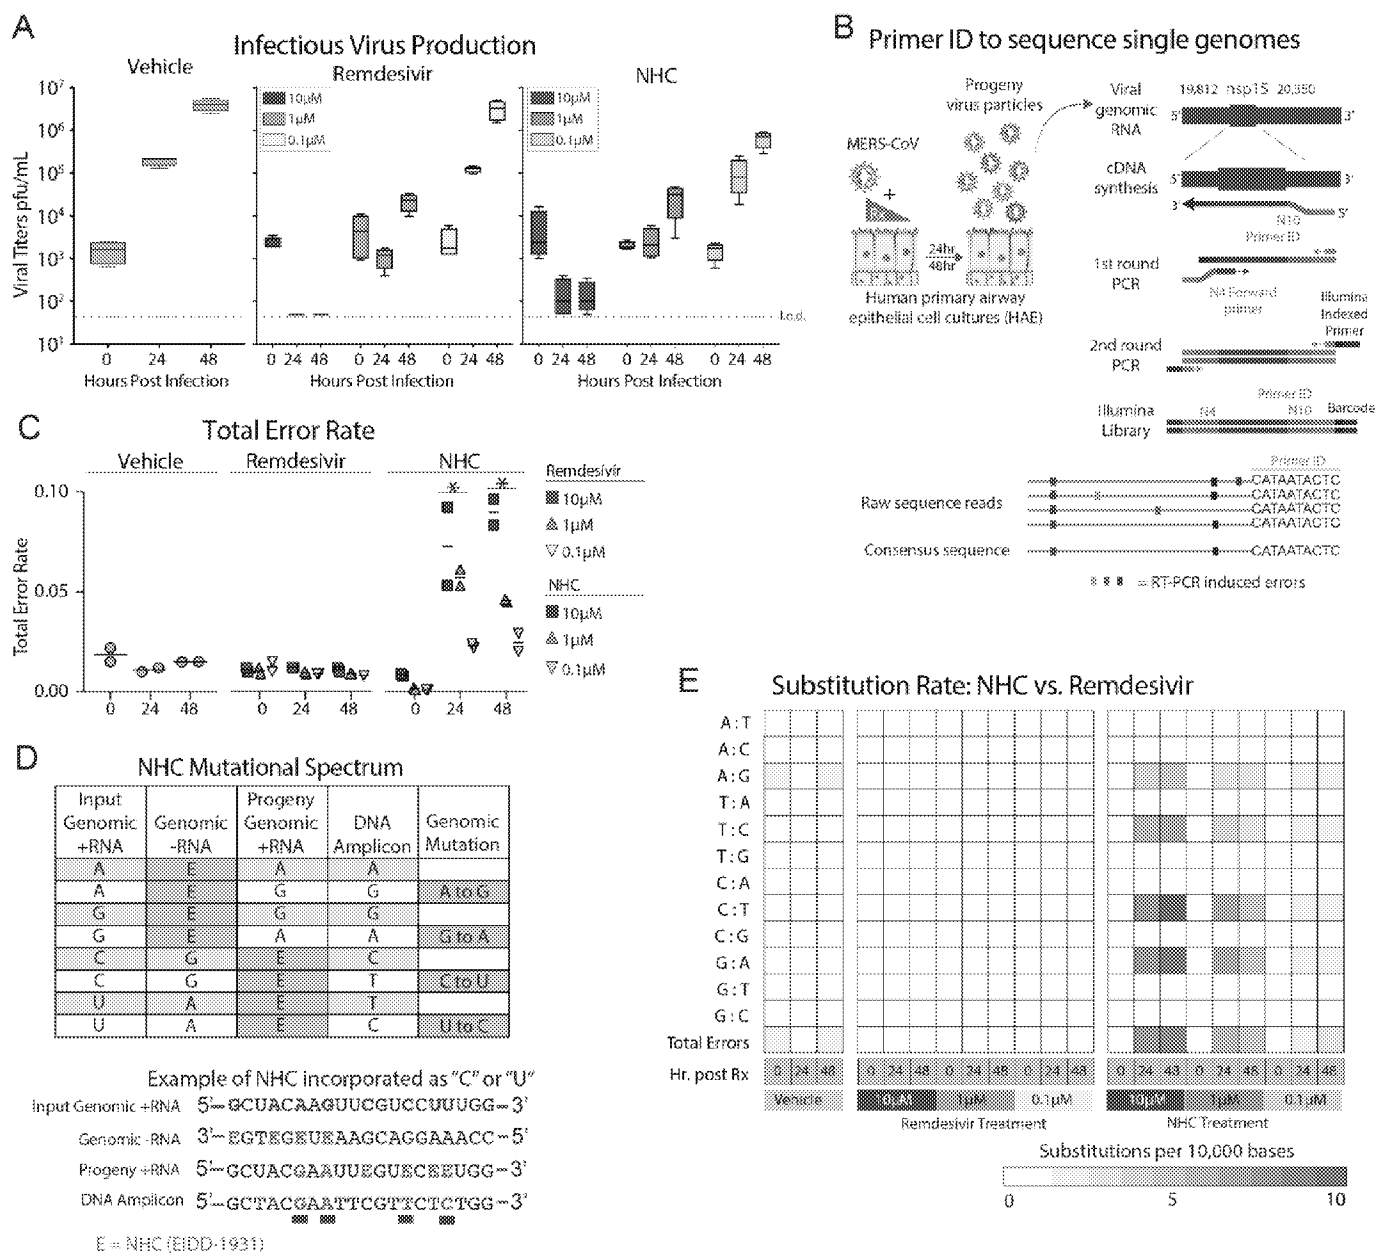 A
Infectious Virus Production
Vehicle
Remdesivir
NHC
Viral Titers pfu/mL
10⁷
10⁶
10⁵
10⁴
10³
10²
10¹
10µM
1µM
0.1µM
10µM
1µM
0.1µM
l.o.d.
0 24 48
0 24 48 0 24 48 0 24 48
0 24 48 0 24 48 0 24 48
Hours Post Infection
Hours Post Infection
Hours Post Infection
B
Primer ID to sequence single genomes
Progeny
virus particles
MERS-CoV
+
24hr
48hr
Human primary airway
epithelial cell cultures (HAE)
Viral
genomic
RNA
19,812 nsp15 20,350
5' 3'
cDNA
synthesis
5' 3'
3' 5'
N10
Primer ID
1st round
PCR
N4 Forward
primer
Illumina
Indexed
Primer
2nd round
PCR
Illumina
Library
Primer ID
N4 N10 Barcode
Primer ID
Raw sequence reads
CATAATACTC
CATAATACTC
CATAATACTC
CATAATACTC
Consensus sequence
CATAATACTC
= RT-PCR induced errors
C
Total Error Rate
Vehicle
Remdesivir
NHC
Total Error Rate
0.10
0.05
0.00
* *
0 24 48
0 24 48
0 24 48
Remdesivir
10µM
1µM
0.1µM
NHC
10µM
1µM
0.1µM
D
NHC Mutational Spectrum
Input Genomic +RNA Genomic -RNA Progeny Genomic +RNA DNA Amplicon Genomic Mutation
A E A A
A E G G A to G
G E G G
G E A A G to A
C G E C
C G E T C to U
U A E T
U A E C U to C
Example of NHC incorporated as "C" or "U"
Input Genomic +RNA 5'–GCUACAAGUUCGUCCUUUGG–3'
Genomic -RNA 3'–EGTEGEUEAAGCAGGAAACC–5'
Progeny +RNA 5'–GCUACGAAUUEGUECEEUGG–3'
DNA Amplicon 5'–GCTACGAATTCGTTCTCTGG–3'
E = NHC (EIDD-1931)
E
Substitution Rate: NHC vs. Remdesivir
A:T
A:C
A:G
T:A
T:C
T:G
C:A
C:T
C:G
G:A
G:T
G:C
Total Errors
Hr. post Rx 0 24 48 0 24 48 0 24 48 0 24 48 0 24 48 0 24 48 0 24 48
Vehicle 10µM 1µM 0.1µM 10µM 1µM 0.1µM
Remdesivir Treatment NHC Treatment
Substitutions per 10,000 bases
0 5 10